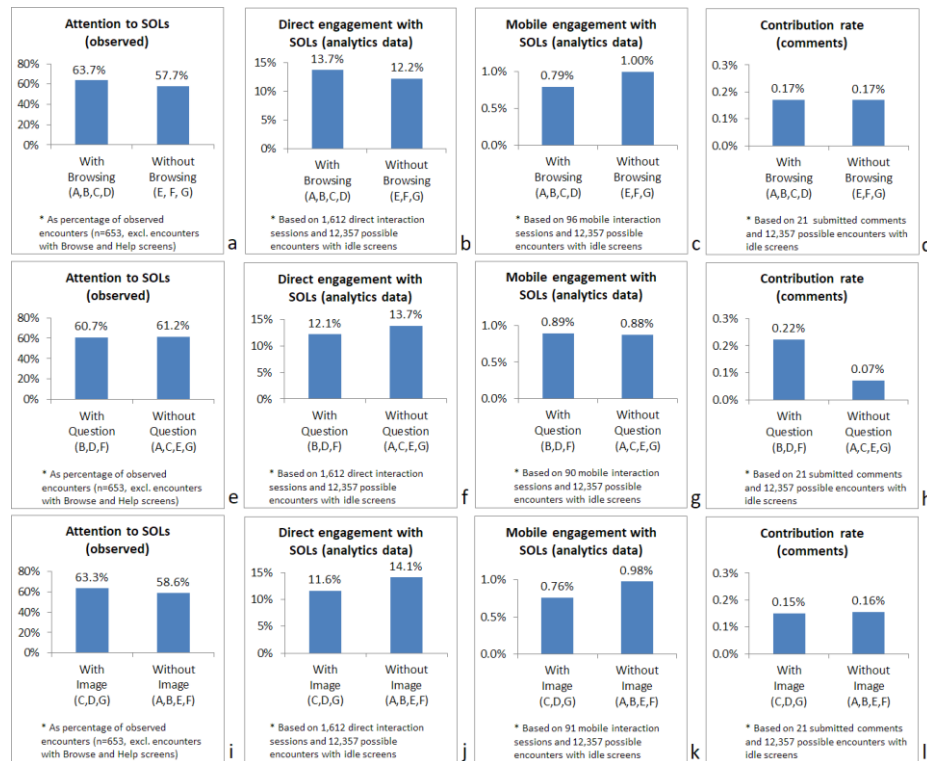 Attention to SOLs
(observed)
80%
60%
40%
20%
0%
63.7%
57.7%
With
Browsing
(A,B,C,D)
Without
Browsing
(E, F, G)
* As percentage of observed
encounters (n=653, excl. encounters
with Browse and Help screens)
a
Direct engagement with
SOLs (analytics data)
15%
10%
5%
0%
13.7%
12.2%
With
Browsing
(A,B,C,D)
Without
Browsing
(E,F,G)
* Based on 1,612 direct interaction
sessions and 12,357 possible
encounters with idle screens
b
Mobile engagement with
SOLs (analytics data)
1.0%
0.5%
0.0%
0.79%
1.00%
With
Browsing
(A,B,C,D)
Without
Browsing
(E,F,G)
* Based on 96 mobile interaction
sessions and 12,357 possible
encounters with idle screens
c
Contribution rate
(comments)
0.3%
0.2%
0.1%
0.0%
0.17%
0.17%
With
Browsing
(A,B,C,D)
Without
Browsing
(E,F,G)
* Based on 21 submitted comments
and 12,357 possible encounters with
idle screens
d
Attention to SOLs
(observed)
80%
60%
40%
20%
0%
60.7%
61.2%
With
Question
(B,D,F)
Without
Question
(A,C,E,G)
* As percentage of observed
encounters (n=653, excl. encounters
with Browse and Help screens)
e
Direct engagement with
SOLs (analytics data)
15%
10%
5%
0%
12.1%
13.7%
With
Question
(B,D,F)
Without
Question
(A,C,E,G)
* Based on 1,612 direct interaction
sessions and 12,357 possible
encounters with idle screens
f
Mobile engagement with
SOLs (analytics data)
1.0%
0.5%
0.0%
0.89%
0.88%
With
Question
(B,D,F)
Without
Question
(A,C,E,G)
* Based on 90 mobile interaction
sessions and 12,357 possible
encounters with idle screens
g
Contribution rate
(comments)
0.3%
0.2%
0.1%
0.0%
0.22%
0.07%
With
Question
(B,D,F)
Without
Question
(A,C,E,G)
* Based on 21 submitted comments
and 12,357 possible encounters with
idle screens
h
Attention to SOLs
(observed)
80%
60%
40%
20%
0%
63.3%
58.6%
With
Image
(C,D,G)
Without
Image
(A,B,E,F)
* As percentage of observed
encounters (n=653, excl. encounters
with Browse and Help screens)
i
Direct engagement with
SOLs (analytics data)
15%
10%
5%
0%
11.6%
14.1%
With
Image
(C,D,G)
Without
Image
(A,B,E,F)
* Based on 1,612 direct interaction
sessions and 12,357 possible
encounters with idle screens
j
Mobile engagement with
SOLs (analytics data)
1.0%
0.5%
0.0%
0.76%
0.98%
With
Image
(C,D,G)
Without
Image
(A,B,E,F)
* Based on 91 mobile interaction
sessions and 12,357 possible
encounters with idle screens
k
Contribution rate
(comments)
0.3%
0.2%
0.1%
0.0%
0.15%
0.16%
With
Image
(C,D,G)
Without
Image
(A,B,E,F)
* Based on 21 submitted comments
and 12,357 possible encounters with
idle screens
l